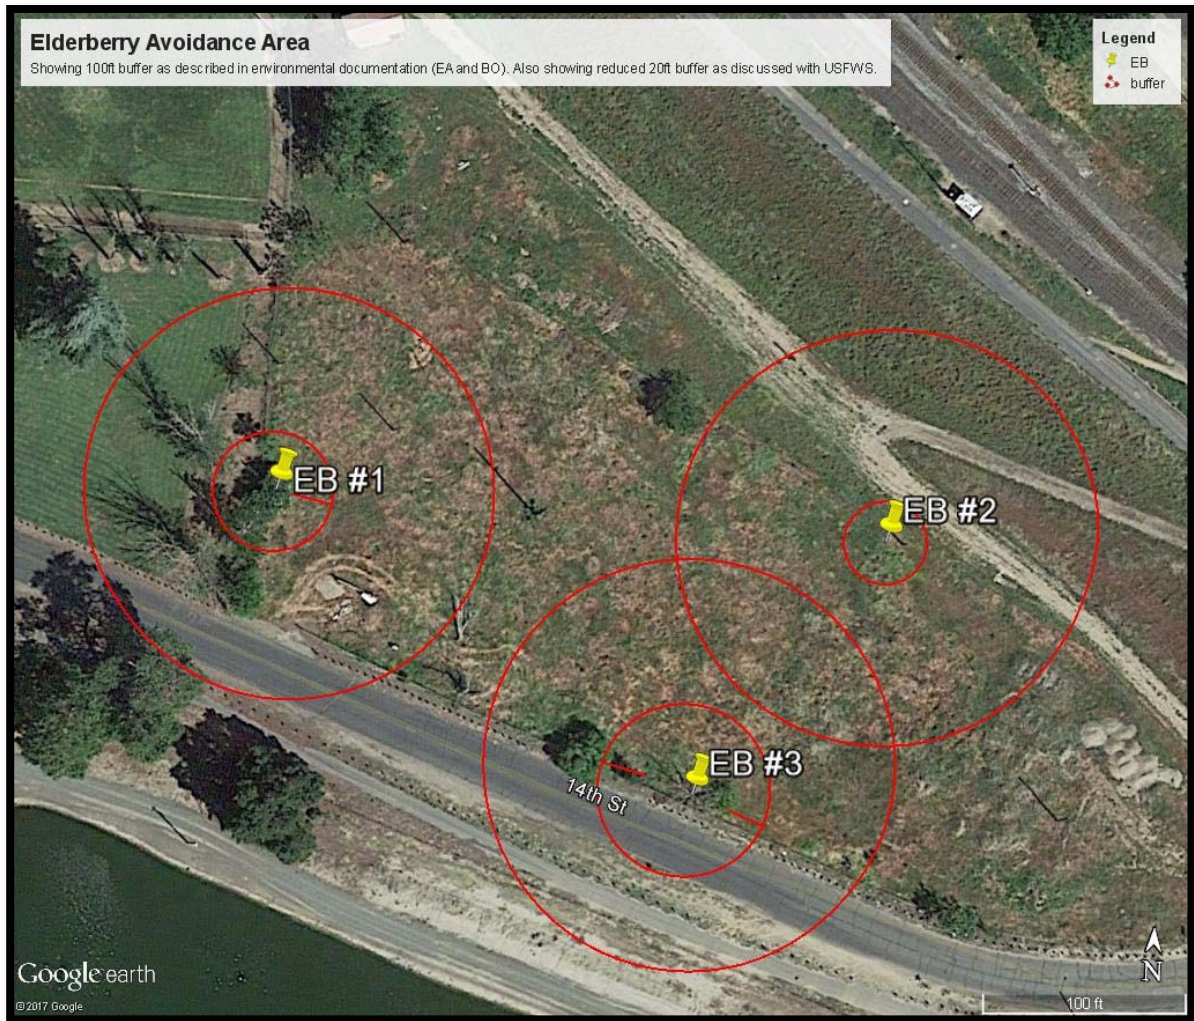 Elderberry Avoidance Area
Showing 100ft buffer as described in environmental documentation (EA and BO). Also showing reduced 20ft buffer as discussed with USFWS.
Legend
EB
buffer
EB #1
EB #2
EB #3
14th St
N
Google earth
©2017 Google
100 ft